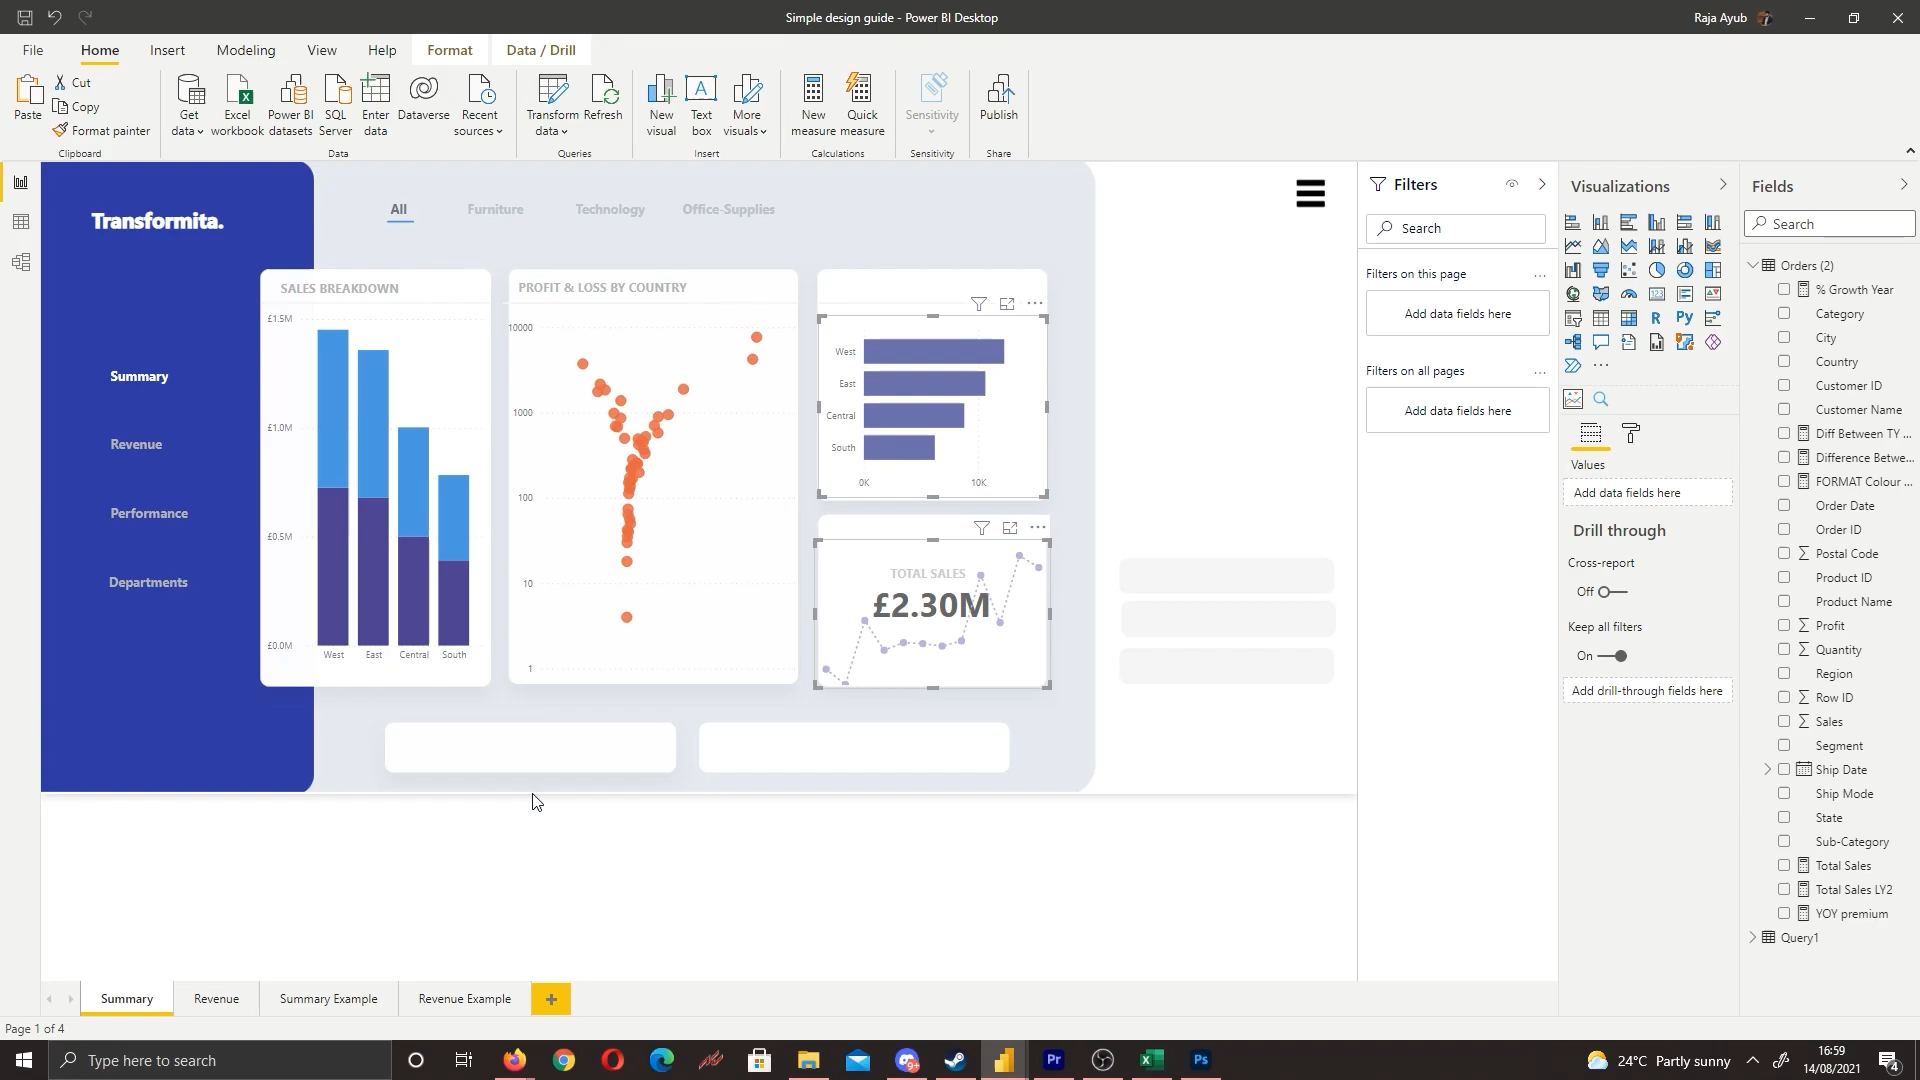 Simple design guide - Power BI Desktop
Raja Ayub
File
Home
Insert
Modeling
View
Help
Format
Data / Drill
Paste
Cut
Copy
Format painter
Clipboard
Get data
Excel workbook
Power BI datasets
SQL Server
Enter data
Dataverse
Recent sources
Data
Transform data
Refresh
Queries
New visual
Text box
More visuals
Insert
New measure
Quick measure
Calculations
Sensitivity
Sensitivity
Publish
Share
Transformita.
Summary
Revenue
Performance
Departments
All
Furniture
Technology
Office-Supplies
SALES BREAKDOWN
£1.5M
£1.0M
£0.5M
£0.0M
West
East
Central
South
PROFIT & LOSS BY COUNTRY
10000
1000
100
10
1
West
East
Central
South
0K
10K
TOTAL SALES
£2.30M
Filters
Search
Filters on this page
...
Add data fields here
Filters on all pages
...
Add data fields here
Visualizations
R
Py
Values
Add data fields here
Drill through
Cross-report
Off
Keep all filters
On
Add drill-through fields here
Fields
Search
Orders (2)
% Growth Year
Category
City
Country
Customer ID
Customer Name
Diff Between TY ...
Difference Betwe...
FORMAT Colour ...
Order Date
Order ID
Postal Code
Product ID
Product Name
Profit
Quantity
Region
Row ID
Sales
Segment
Ship Date
Ship Mode
State
Sub-Category
Total Sales
Total Sales LY2
YOY premium
Query1
Summary
Revenue
Summary Example
Revenue Example
Page 1 of 4
Type here to search
9+
Pr
Ps
24°C Partly sunny
16:59
14/08/2021
4